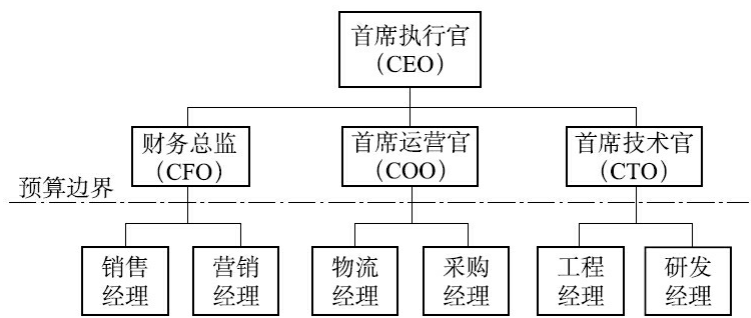 首席执行官
（CEO）
财务总监
（CFO）
首席运营官
（COO）
首席技术官
（CTO）
预算边界
销售
经理
营销
经理
物流
经理
采购
经理
工程
经理
研发
经理